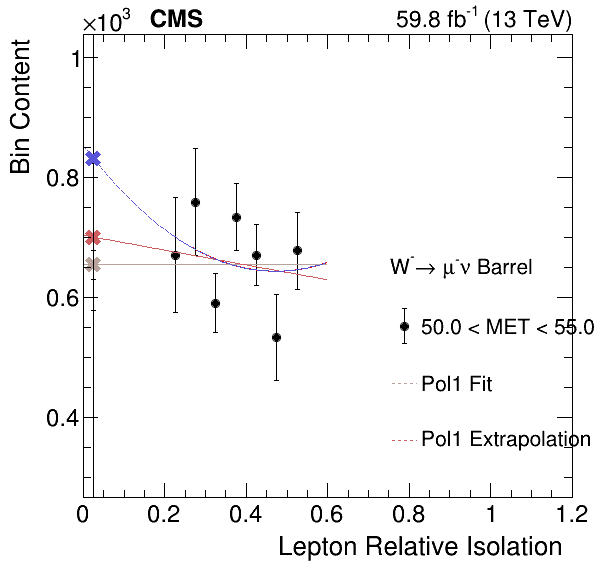 ×10³ CMS 59.8 fb⁻¹ (13 TeV)
Bin Content
1
0.8
0.6
0.4
W⁻→ μ⁻ν Barrel
50.0 < MET < 55.0
Pol1 Fit
Pol1 Extrapolation
0 0.2 0.4 0.6 0.8 1 1.2
Lepton Relative Isolation